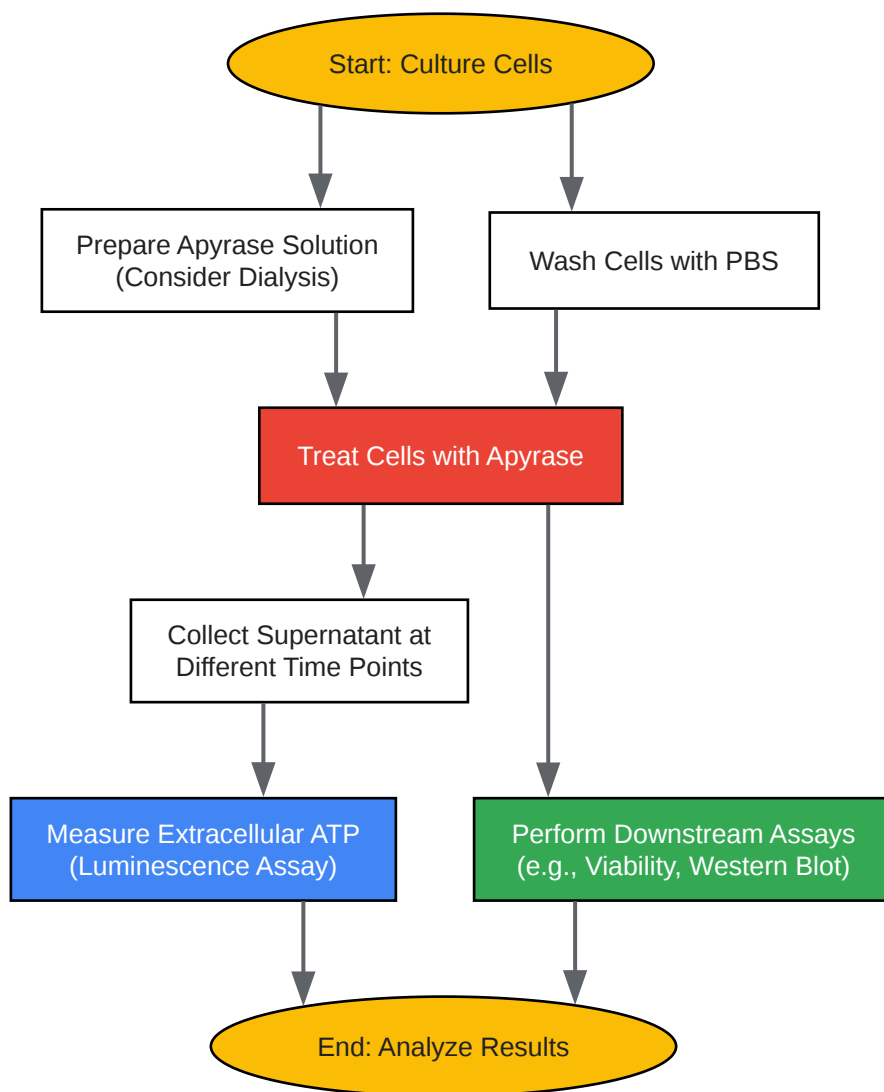 Start: Culture Cells
Prepare Apyrase Solution
(Consider Dialysis)
Wash Cells with PBS
Treat Cells with Apyrase
Collect Supernatant at
Different Time Points
Measure Extracellular ATP
(Luminescence Assay)
Perform Downstream Assays
(e.g., Viability, Western Blot)
End: Analyze Results